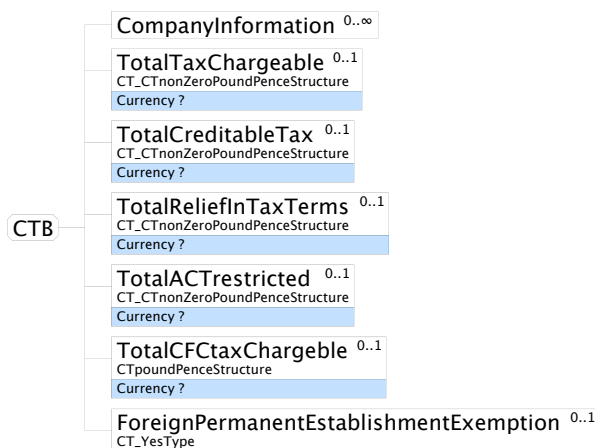 CompanyInformation 0..∞
TotalTaxChargeable 0..1
CT_CTnonZeroPoundPenceStructure
Currency ?
TotalCreditableTax 0..1
CT_CTnonZeroPoundPenceStructure
Currency ?
TotalReliefInTaxTerms 0..1
CT_CTnonZeroPoundPenceStructure
Currency ?
CTB
TotalACTrestricted 0..1
CT_CTnonZeroPoundPenceStructure
Currency ?
TotalCFCtaxChargeble 0..1
CTpoundPenceStructure
Currency ?
ForeignPermanentEstablishmentExemption 0..1
CT_YesType